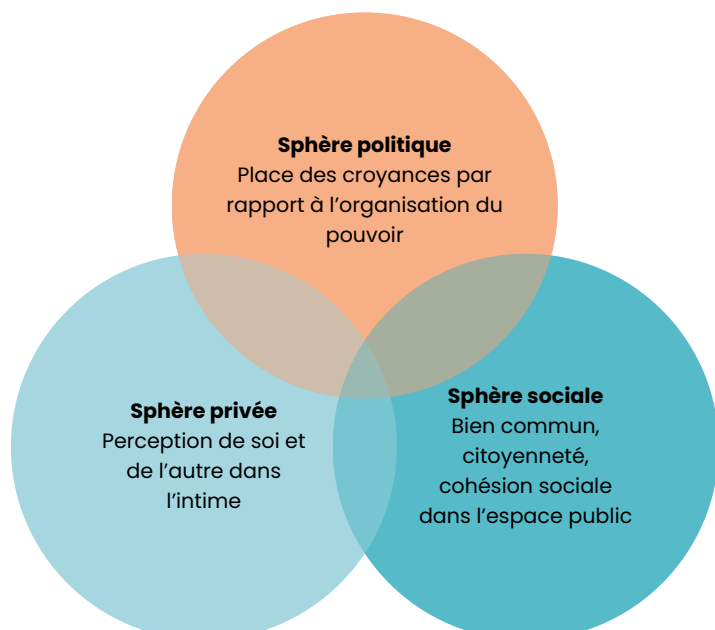 Sphère politique
Place des croyances par
rapport à l’organisation du
pouvoir
Sphère privée
Perception de soi et
de l’autre dans
l’intime
Sphère sociale
Bien commun,
citoyenneté,
cohésion sociale
dans l’espace public